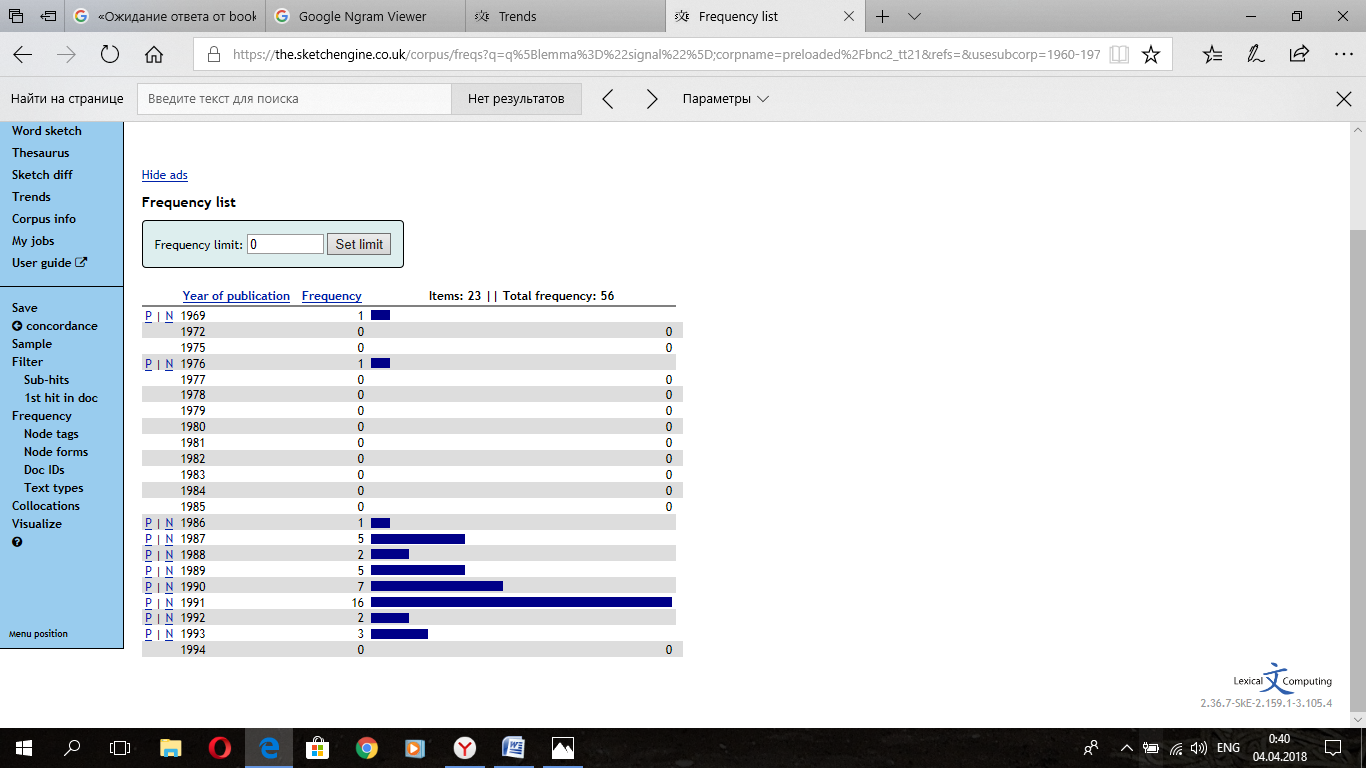 «Ожидание ответа от book
Google Ngram Viewer
Trends
Frequency list
https://the.sketchengine.co.uk/corpus/freqs?q=q%5Blemma%3D%22signal%22%5D;corpname=preloaded%2Fbnc2_tt21&refs=&usesubcorp=1960-197
Найти на странице
Введите текст для поиска
Нет результатов
Параметры
Word sketch
Thesaurus
Sketch diff
Trends
Corpus info
My jobs
User guide
Save
concordance
Sample
Filter
Sub-hits
1st hit in doc
Frequency
Node tags
Node forms
Doc IDs
Text types
Collocations
Visualize
Menu position
Hide ads
Frequency list
Frequency limit: 0 Set limit
Year of publication Frequency Items: 23 || Total frequency: 56
P | N 1969 1
1972 0 0
1975 0 0
P | N 1976 1
1977 0 0
1978 0 0
1979 0 0
1980 0 0
1981 0 0
1982 0 0
1983 0 0
1984 0 0
1985 0 0
P | N 1986 1
P | N 1987 5
P | N 1988 2
P | N 1989 5
P | N 1990 7
P | N 1991 16
P | N 1992 2
P | N 1993 3
1994 0 0
Lexical Computing
2.36.7-SkE-2.159.1-3.105.4
ENG
0:40
04.04.2018